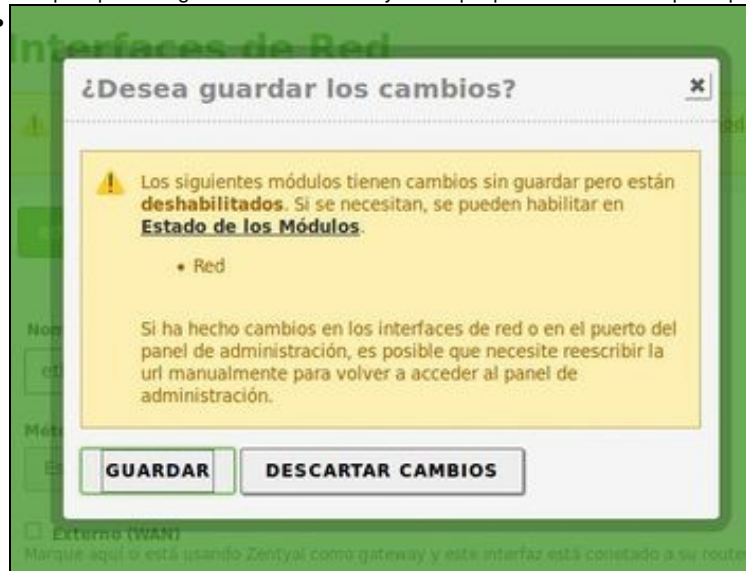 Interfaces de Red
¿Desea guardar los cambios?
Los siguientes módulos tienen cambios sin guardar pero están
deshabilitados. Si se necesitan, se pueden habilitar en
Estado de los Módulos.
• Red
Si ha hecho cambios en los interfaces de red o en el puerto del
panel de administración, es posible que necesite reescribir la
url manualmente para volver a acceder al panel de
administración.
GUARDAR DESCARTAR CAMBIOS
Externo (WAN)
Marque aquí si está usando Zentyal como gateway y este interfaz está conetado a su router